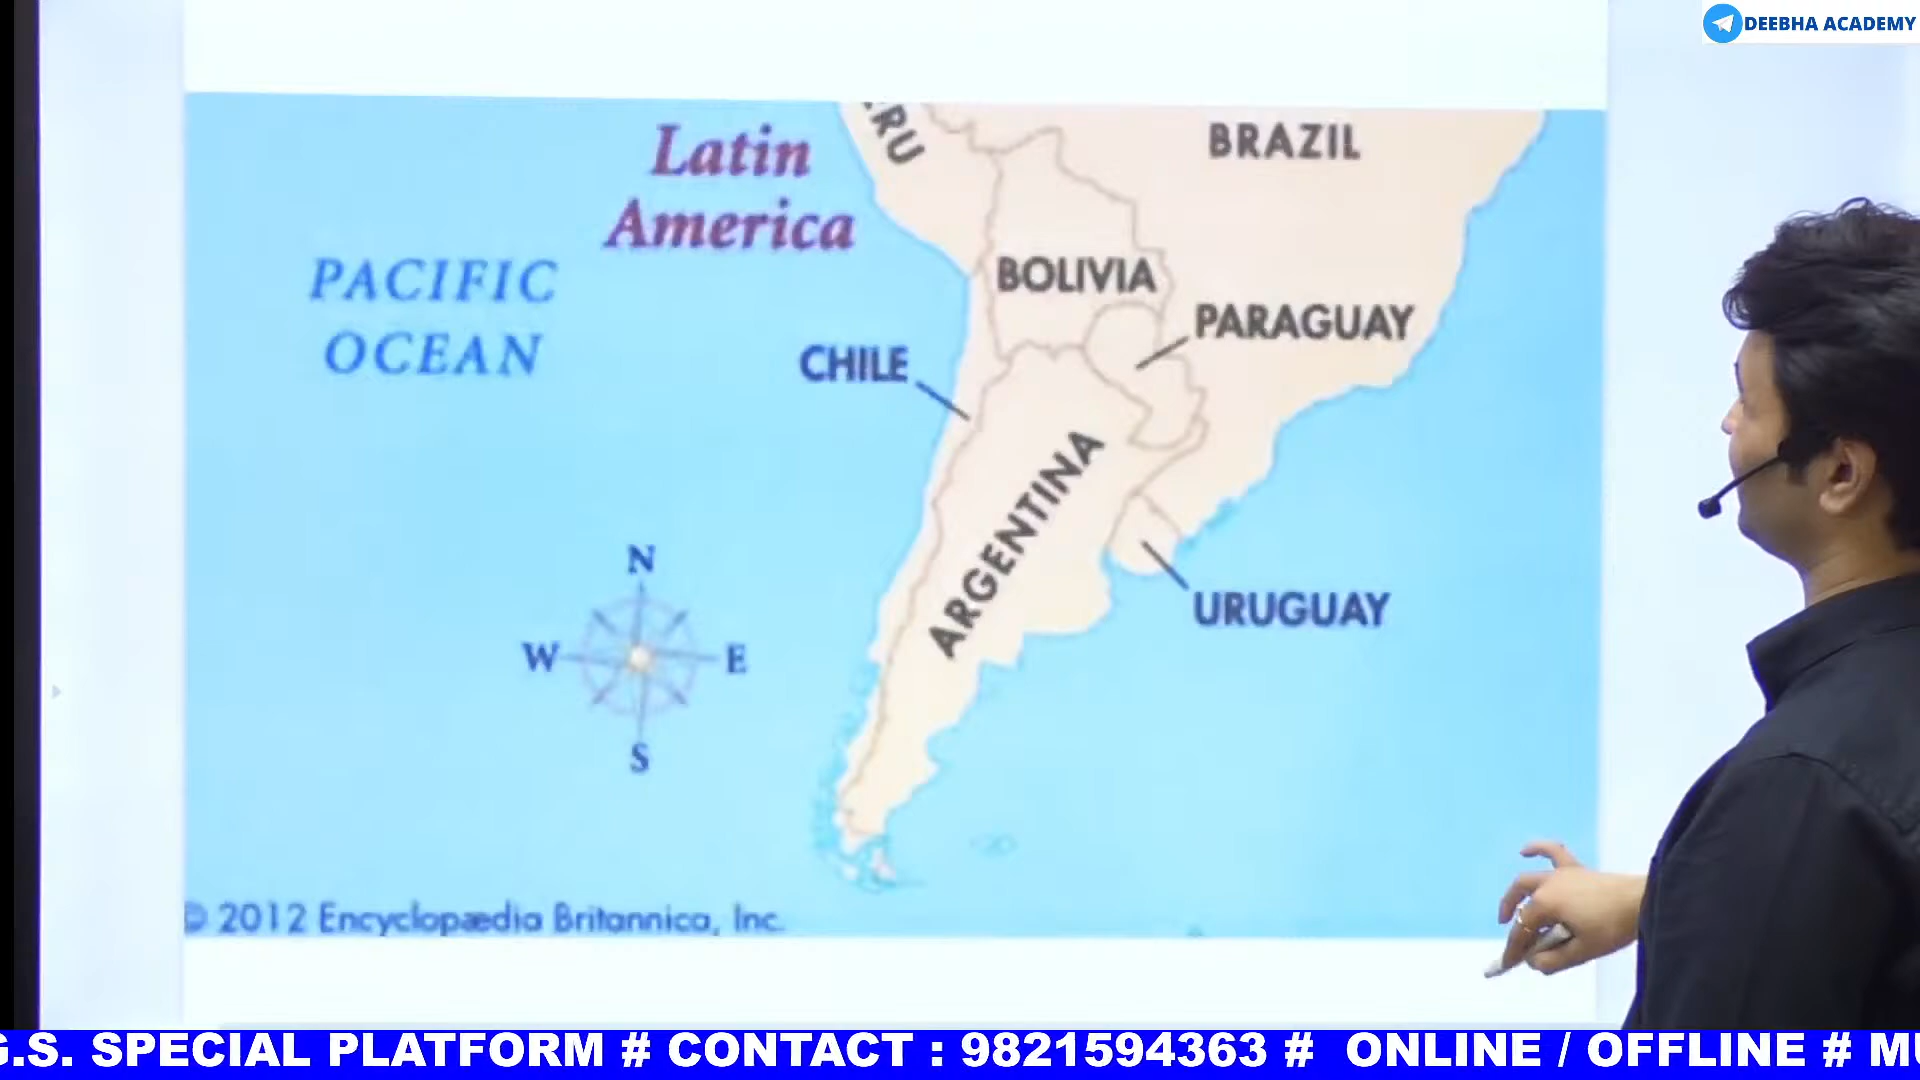 DEEBHA ACADEMY
Latin
America
PACIFIC
OCEAN
BRAZIL
BOLIVIA
PARAGUAY
CHILE
ARGENTINA
URUGUAY
N
W
E
S
© 2012 Encyclopædia Britannica, Inc.
G.S. SPECIAL PLATFORM # CONTACT : 9821594363 # ONLINE / OFFLINE #